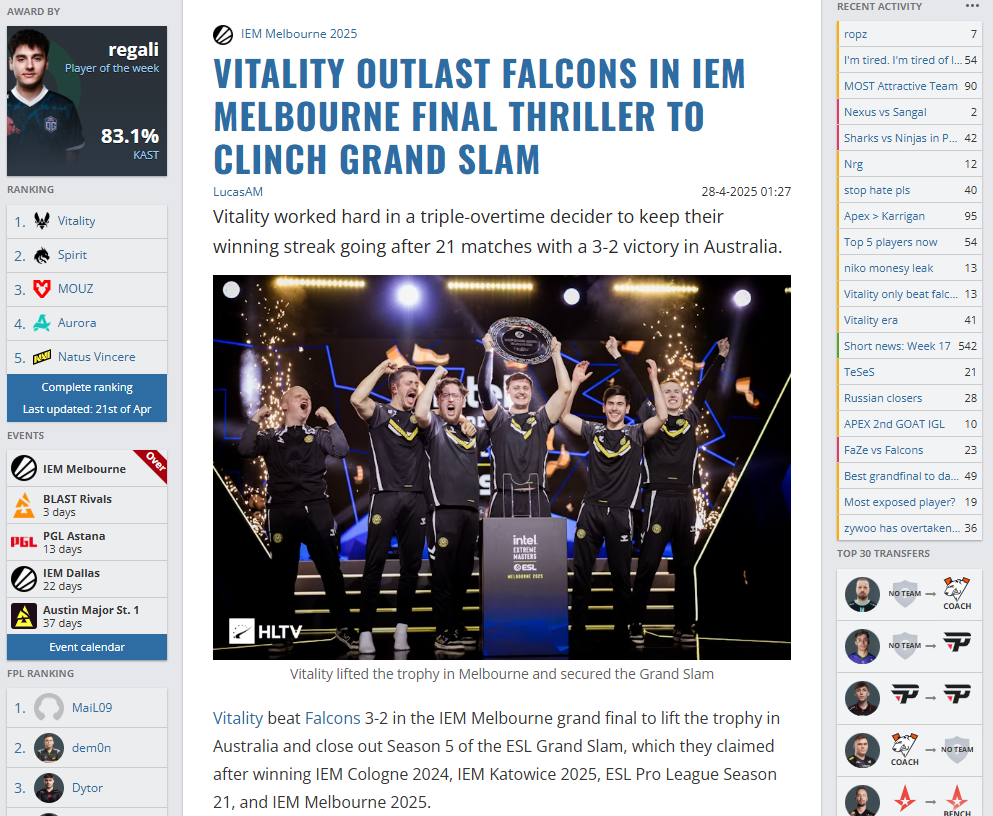 AWARD BY
regali
Player of the week
83.1%
KAST
RANKING
1. Vitality
2. Spirit
3. MOUZ
4. Aurora
5. Natus Vincere
Complete ranking
Last updated: 21st of Apr
EVENTS
IEM Melbourne
Over
BLAST Rivals
3 days
PGL
PGL Astana
13 days
IEM Dallas
22 days
Austin Major St. 1
37 days
Event calendar
FPL RANKING
1. MaiL09
2. dem0n
3. Dytor
IEM Melbourne 2025
VITALITY OUTLAST FALCONS IN IEM
MELBOURNE FINAL THRILLER TO
CLINCH GRAND SLAM
LucasAM 28-4-2025 01:27
Vitality worked hard in a triple-overtime decider to keep their
winning streak going after 21 matches with a 3-2 victory in Australia.
intel
EXTREME
MASTERS
ESL
MELBOURNE 2025
HLTV
Vitality lifted the trophy in Melbourne and secured the Grand Slam
Vitality beat Falcons 3-2 in the IEM Melbourne grand final to lift the trophy in
Australia and close out Season 5 of the ESL Grand Slam, which they claimed
after winning IEM Cologne 2024, IEM Katowice 2025, ESL Pro League Season
21, and IEM Melbourne 2025.
RECENT ACTIVITY
ropz 7
I'm tired. I'm tired of l... 54
MOST Attractive Team 90
Nexus vs Sangal 2
Sharks vs Ninjas in P... 42
Nrg 12
stop hate pls 40
Apex > Karrigan 95
Top 5 players now 54
niko monesy leak 13
Vitality only beat falc... 13
Vitality era 41
Short news: Week 17 542
TeSeS 21
Russian closers 28
APEX 2nd GOAT IGL 10
FaZe vs Falcons 23
Best grandfinal to da... 49
Most exposed player? 19
zywoo has overtaken... 36
TOP 30 TRANSFERS
NO TEAM → COACH
NO TEAM →
→
COACH → NO TEAM
→ BENCH